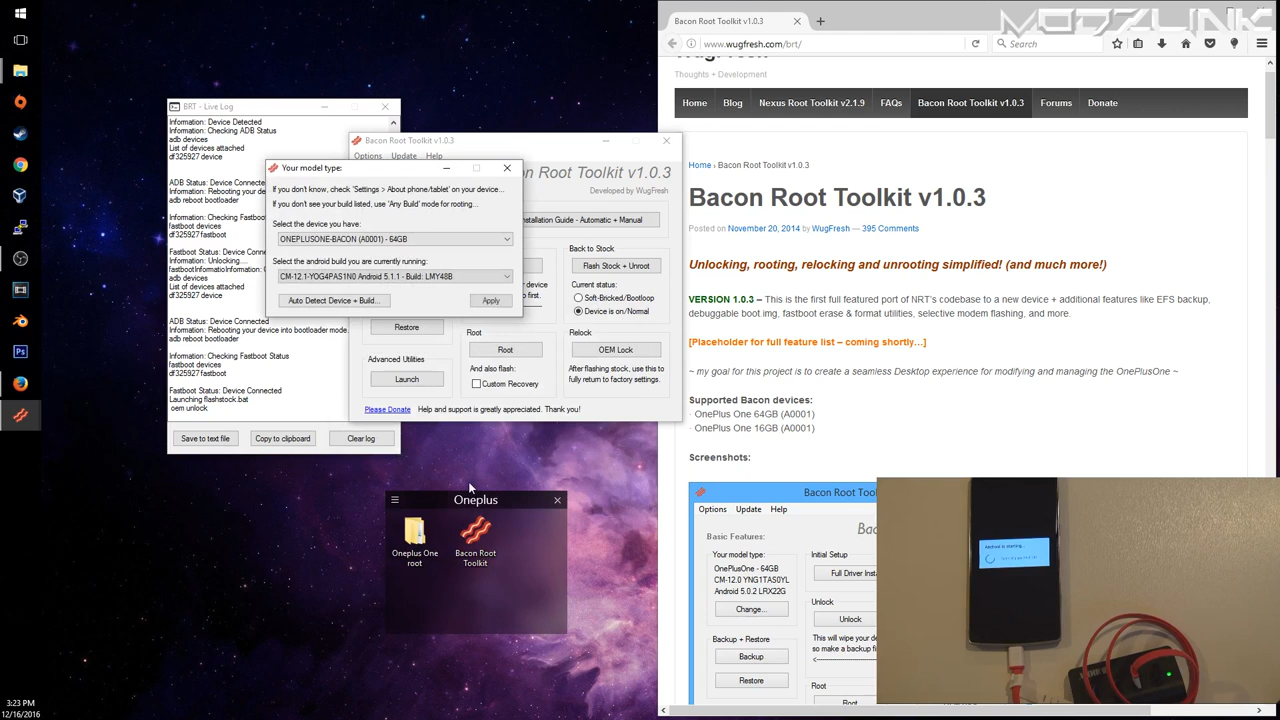 BRT - Live Log
Information: Device Detected
Information: Checking ADB Status
adb devices
List of devices attached
df325927 device
ADB Status: Device Connected
Information: Rebooting your device
adb reboot bootloader
Information: Checking Fastboot
fastboot devices
df325927 fastboot
Fastboot Status: Device Connected
Information: Unlocking....
fastbootinformatioInformation: C
adb devices
List of devices attached
df325927 device
ADB Status: Device Connected
Information: Rebooting your device into bootloader mode.
adb reboot bootloader
Information: Checking Fastboot Status
fastboot devices
df325927 fastboot
Fastboot Status: Device Connected
Launching flashstock.bat
oem unlock
Save to text file
Copy to clipboard
Clear log
Bacon Root Toolkit v1.0.3
Options Update Help
n Root Toolkit v1.0.3
Developed by WugFresh
nstallation Guide - Automatic + Manual
Your model type:
If you don't know, check 'Settings > About phone/tablet' on your device...
If you don't see your build listed, use 'Any Build' mode for rooting...
Select the device you have:
ONEPLUSONE-BACON (A0001) - 64GB
Select the android build you are currently running:
CM-12.1-YOG4PAS1N0 Android 5.1.1 - Build: LMY48B
Auto Detect Device + Build...
Apply
Back to Stock
Flash Stock + Unroot
Current status:
Soft-Bricked/Bootloop
Device is on/Normal
first.
Restore
Root
Root
Relock
OEM Lock
Advanced Utilities
Launch
And also flash:
Custom Recovery
After flashing stock, use this to
fully return to factory settings.
Please Donate
Help and support is greatly appreciated. Thank you!
Oneplus
Oneplus One
root
Bacon Root
Toolkit
3:23 PM
12/16/2016
MODZLINK
Bacon Root Toolkit v1.0.3
www.wugfresh.com/brt/
Search
WugFresh
Thoughts + Development
Home
Blog
Nexus Root Toolkit v2.1.9
FAQs
Bacon Root Toolkit v1.0.3
Forums
Donate
Home › Bacon Root Toolkit v1.0.3
Bacon Root Toolkit v1.0.3
Posted on November 20, 2014 by WugFresh — 395 Comments
Unlocking, rooting, relocking and unrooting simplified! (and much more!)
VERSION 1.0.3 – This is the first full featured port of NRT's codebase to a new device + additional features like EFS backup,
debuggable boot img, fastboot erase & format utilities, selective modem flashing, and more.
[Placeholder for full feature list – coming shortly…]
~ my goal for this project is to create a seamless Desktop experience for modifying and managing the OnePlusOne ~
Supported Bacon devices:
· OnePlus One 64GB (A0001)
· OnePlus One 16GB (A0001)
Screenshots:
Bacon Root Tool
Options Update Help
Bac
Basic Features:
Your model type:
OnePlusOne - 64GB
CM-12.0 YNG1TAS0YL
Android 5.0.2 LRX22G
Change...
Initial Setup
Full Driver Insta
Unlock
Unlock
This will wipe your de
so make a backup fi
<---
Backup + Restore
Backup
Restore
Root
Root
Android is starting...